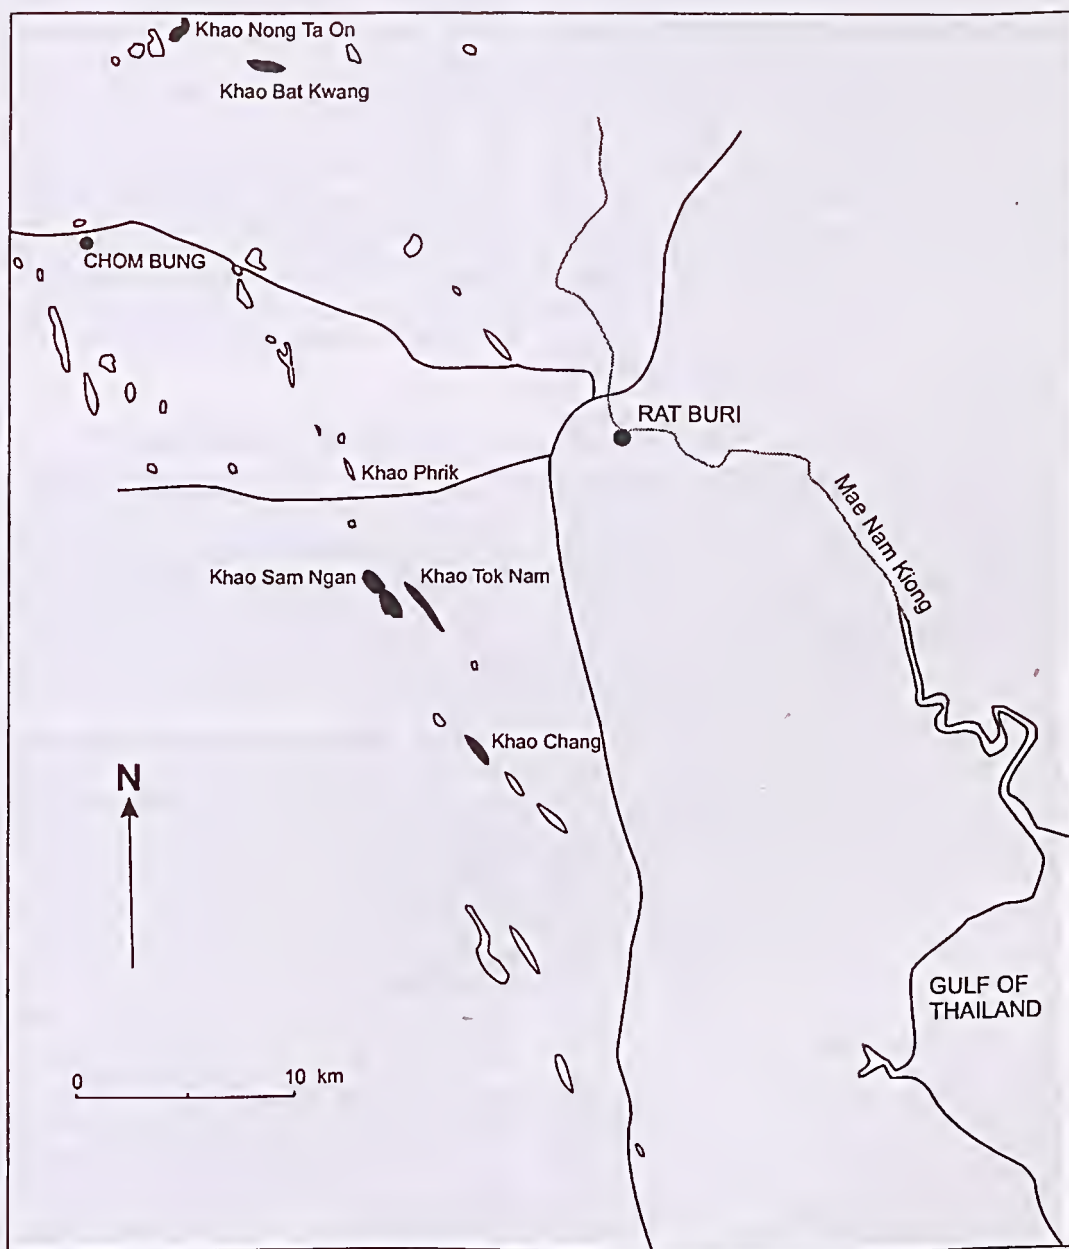 Khao Nong Ta On
Khao Bat Kwang
CHOM BUNG
RAT BURI
Khao Phrik
Mae Nam Kiong
Khao Sam Ngan
Khao Tok Nam
Khao Chang
N
GULF OF
THAILAND
0
10 km